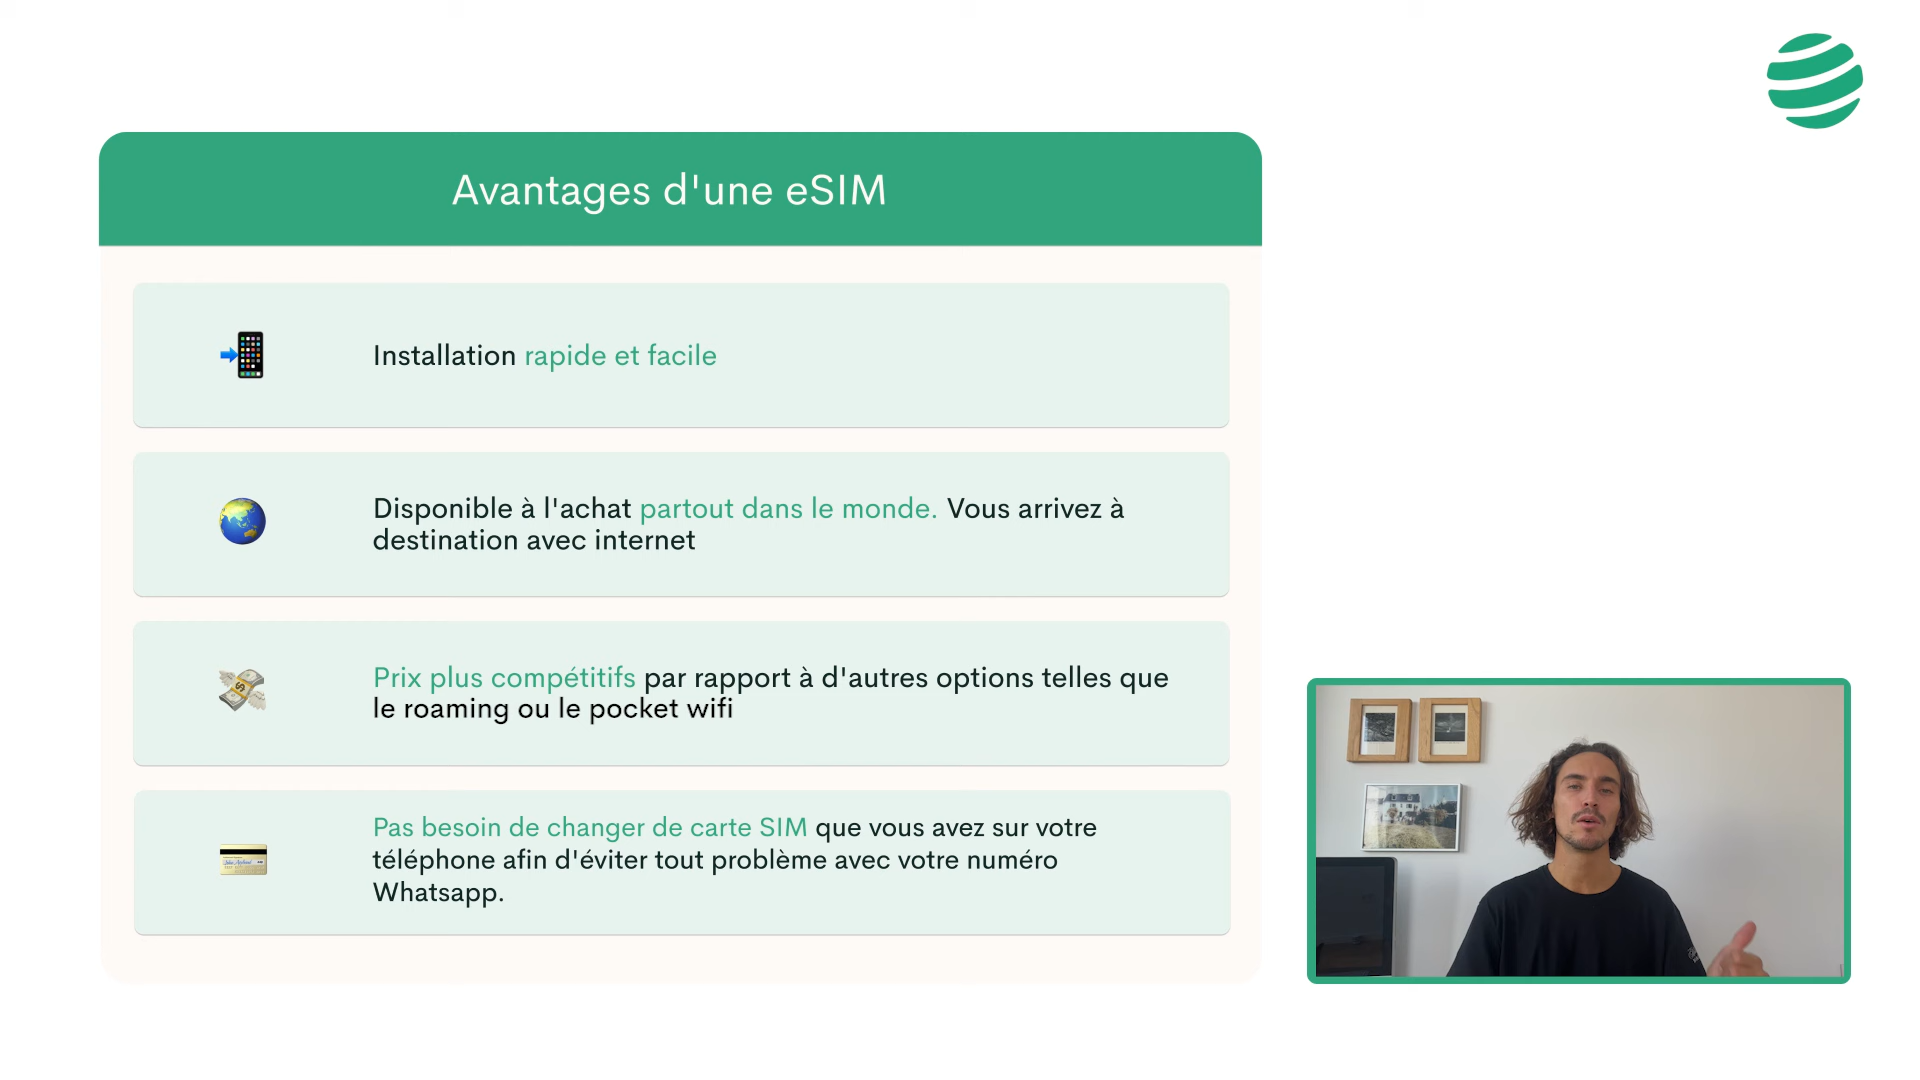 Avantages d'une eSIM
Installation rapide et facile
Disponible à l'achat partout dans le monde. Vous arrivez à
destination avec internet
Prix plus compétitifs par rapport à d'autres options telles que
le roaming ou le pocket wifi
Pas besoin de changer de carte SIM que vous avez sur votre
téléphone afin d'éviter tout problème avec votre numéro
Whatsapp.